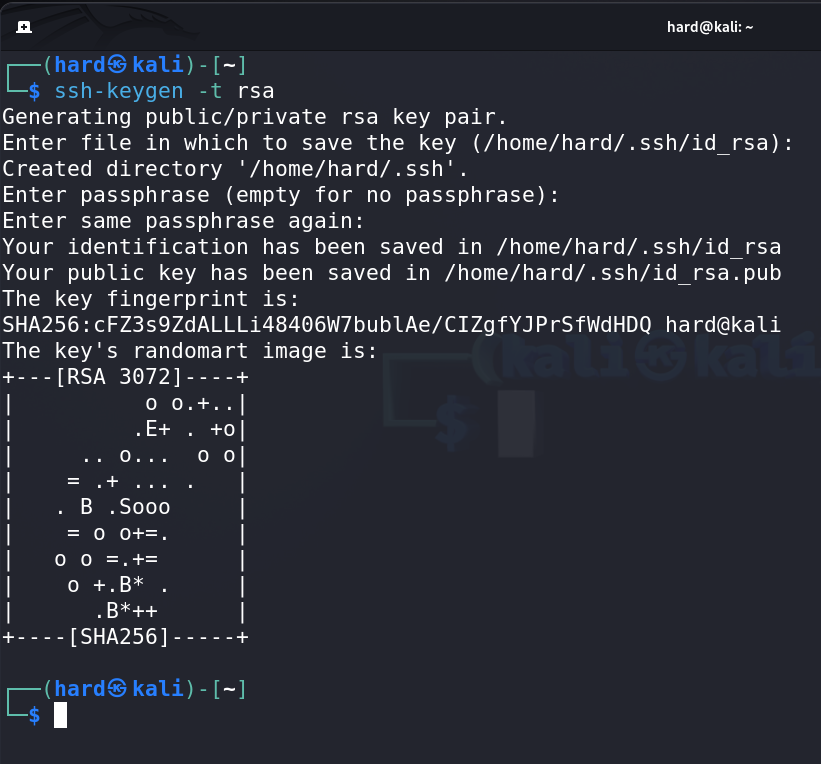 hard@kali: ~
┌──(hard㉿kali)-[~]
└─$ ssh-keygen -t rsa
Generating public/private rsa key pair.
Enter file in which to save the key (/home/hard/.ssh/id_rsa):
Created directory '/home/hard/.ssh'.
Enter passphrase (empty for no passphrase):
Enter same passphrase again:
Your identification has been saved in /home/hard/.ssh/id_rsa
Your public key has been saved in /home/hard/.ssh/id_rsa.pub
The key fingerprint is:
SHA256:cFZ3s9ZdALLLi48406W7bublAe/CIZgfYJPrSfWdHDQ hard@kali
The key's randomart image is:
+---[RSA 3072]----+
|          o o.+..|
|         .E+ . +o|
|     .. o...  o o|
|    = .+ ... .   |
|   . B .Sooo     |
|    = o o+=.     |
|   o o =.+=      |
|    o +.B* .     |
|      .B*++      |
+----[SHA256]-----+
(kali㉿kali
$
┌──(hard㉿kali)-[~]
└─$